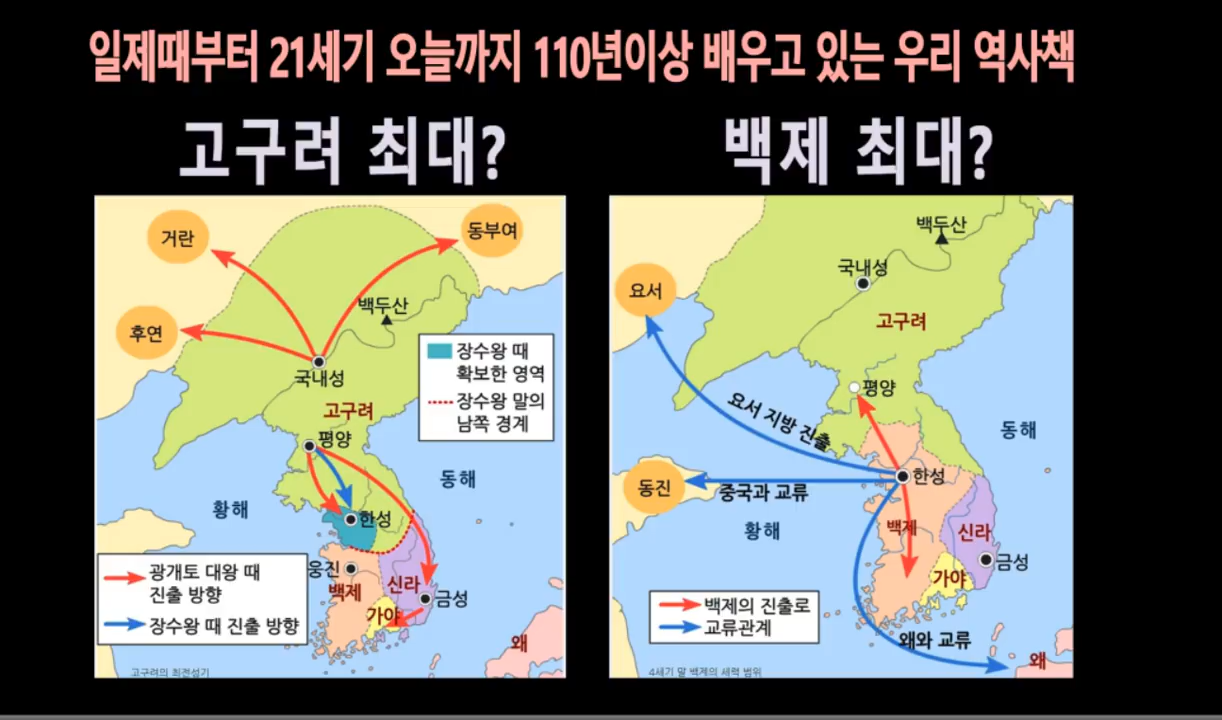 일제때부터 21세기 오늘까지 110년이상 배우고 있는 우리 역사책
고구려 최대?
거란
동부여
후연
백두산
국내성
고구려
평양
장수왕 때
확보한 영역
장수왕 말의
남쪽 경계
동해
황해
한성
웅진
백제
신라
가야
금성
왜
광개토 대왕 때
진출 방향
장수왕 때 진출 방향
고구려의 최전성기
백제 최대?
백두산
국내성
요서
고구려
평양
요서 지방 진출
동해
한성
동진
중국과 교류
황해
백제
신라
금성
가야
백제의 진출로
교류관계
왜와 교류
왜
4세기 말 백제의 세력 범위